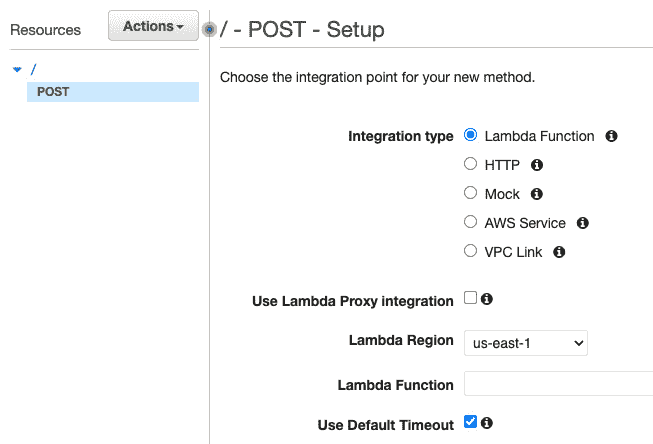 Resources
Actions
/ - POST - Setup
/
POST
Choose the integration point for your new method.
Integration type
Lambda Function
HTTP
Mock
AWS Service
VPC Link
Use Lambda Proxy integration
Lambda Region
us-east-1
Lambda Function
Use Default Timeout